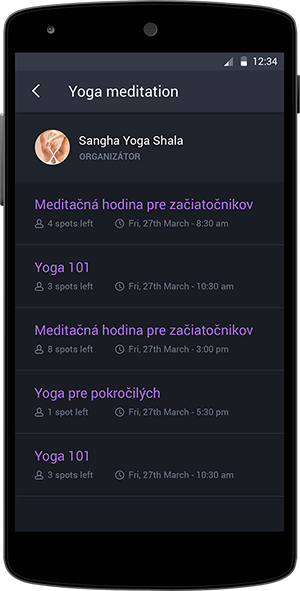 12:34
Yoga meditation
Sangha Yoga Shala
ORGANIZÁTOR
Meditačná hodina pre začiatočnikov
4 spots left Fri, 27th March - 8:30 am
Yoga 101
3 spots left Fri, 27th March - 10:30 am
Meditačná hodina pre začiatočnikov
8 spots left Fri, 27th March - 3:00 pm
Yoga pre pokročilých
1 spot left Fri, 27th March - 5:30 pm
Yoga 101
3 spots left Fri, 27th March - 10:30 am